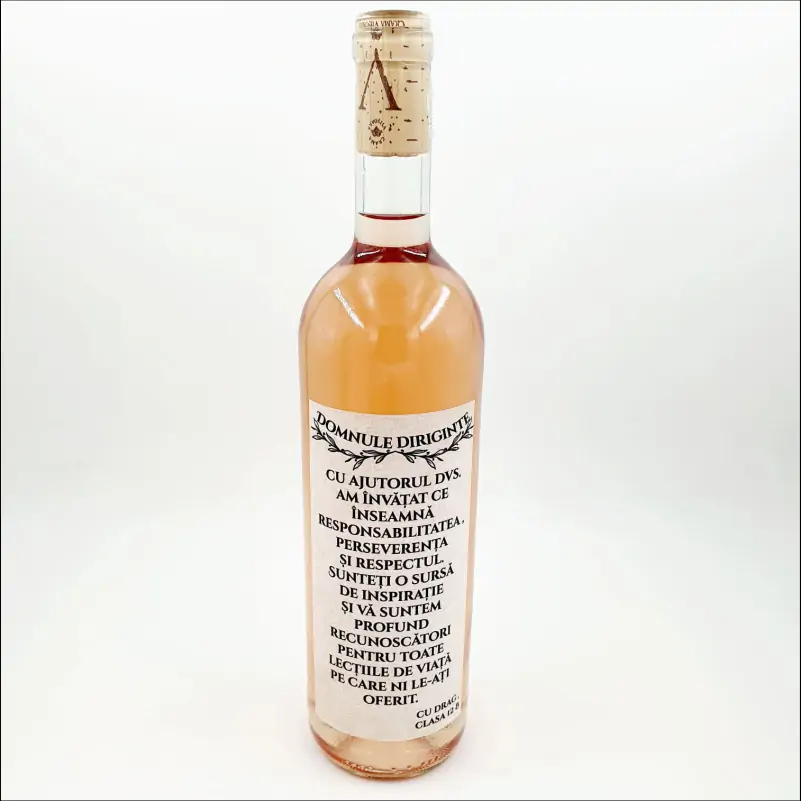 DOMNULE DIRIGINTE
CU AJUTORUL DVS.
AM ÎNVĂȚAT CE
ÎNSEAMNĂ
RESPONSABILITATEA,
PERSEVERENȚA
ȘI RESPECTUL.
SUNTEȚI O SURSĂ
DE INSPIRAȚIE
ȘI VĂ SUNTEM
PROFUND
RECUNOSCĂTORI
PENTRU TOATE
LECȚIILE DE VIAȚĂ
PE CARE NI LE-AȚI
OFERIT.
CU DRAG,
CLASA 12-B